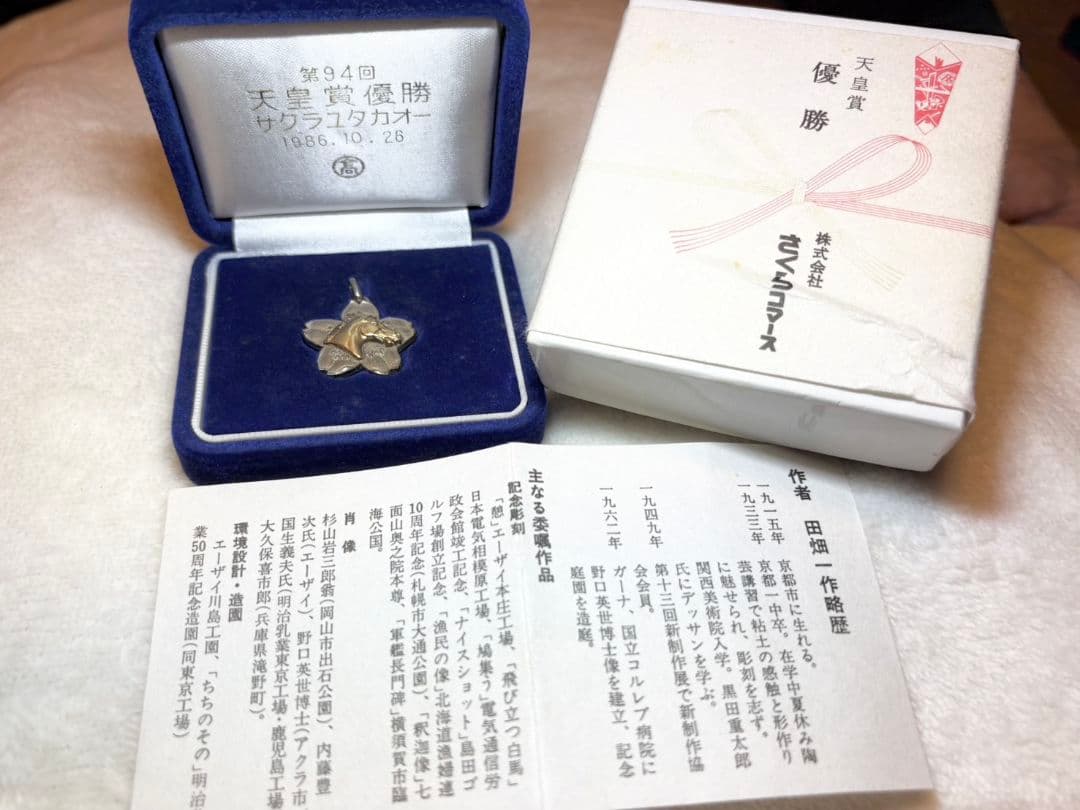 第94回
天皇賞優勝
サクラユタカオー
1986.10.26
高
天皇賞
優勝
株式会社
さくらコマース
作者 田畑一作略歴
一九一五年 京都市に生れる。
一九三三年 京都一中卒。在学中夏休み陶
芸講習で粘土の感触と形作り
に魅せられ、彫刻を志ず。
関西美術院入学。黒田重太郎
氏にデッサンを学ぶ。
一九四九年 第十三回新制作展で新制作協
会会員。
一九六二年 ガーナ、国立コルレブ病院に
野口英世博士像を建立、記念
庭園を造庭。
主なる委嘱作品
記念彫刻
「憩」エーザイ本庄工場、「飛び立つ白馬」
日本電気相模原工場、「鳩集う」電気通信労
政会館竣工記念、「ナイスショット」島田ゴ
ルフ場創立記念、「漁民の像」北海道漁婦連
10周年記念(札幌市大通公園)、「釈迦像」七
面山奥之院本尊、「軍艦長門碑」横須賀市臨
海公国。
肖像
杉山岩三郎翁(岡山市出石公園)、内藤豊
次氏(エーザイ)、野口英世博士(アクラ市)
国生義夫氏(明治乳業東京工場・鹿児島工場
大久保喜市郎(兵庫県滝野町)。
環境設計・造園
エーザイ川島工園、「ちちのその」明治
業50周年記念造園(同東京工場)